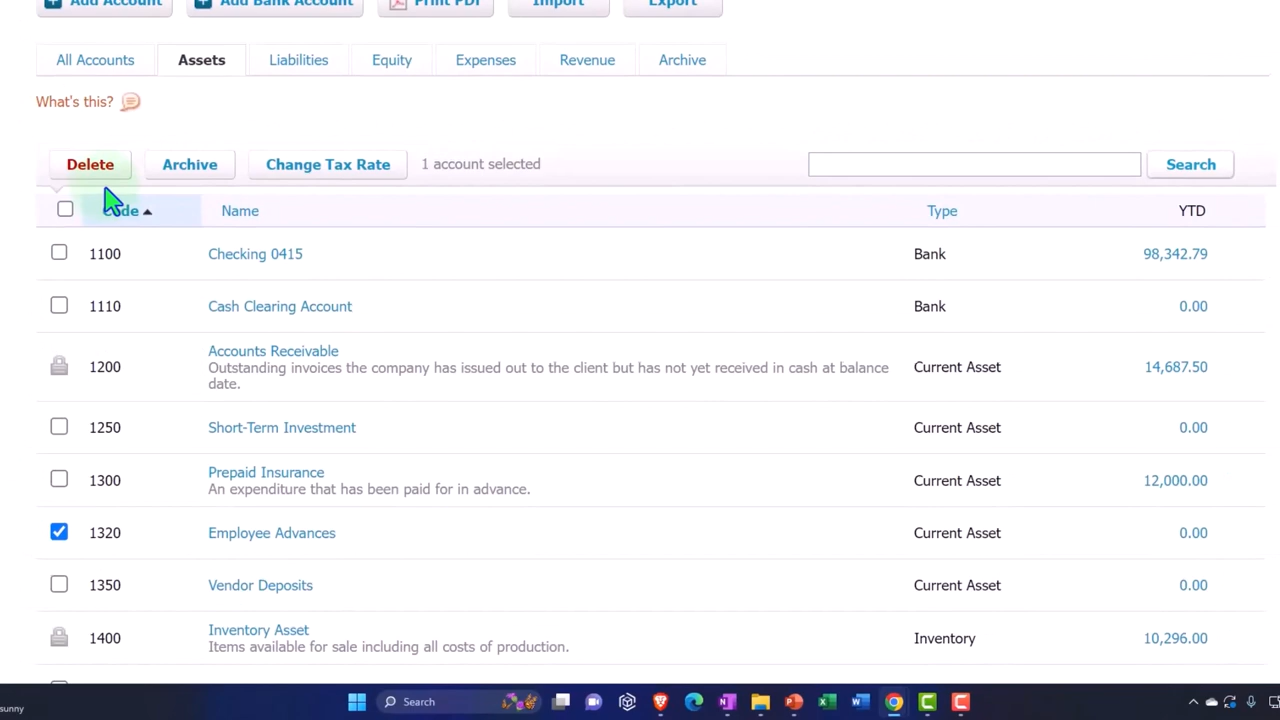 Add Account Add Bank Account Print PDF Import Export
All Accounts Assets Liabilities Equity Expenses Revenue Archive
What's this?
Delete Archive Change Tax Rate 1 account selected Search
Code Name Type YTD
1100 Checking 0415 Bank 98,342.79
1110 Cash Clearing Account Bank 0.00
Accounts Receivable
1200 Outstanding invoices the company has issued out to the client but has not yet received in cash at balance Current Asset 14,687.50
date.
1250 Short-Term Investment Current Asset 0.00
Prepaid Insurance
1300 An expenditure that has been paid for in advance. Current Asset 12,000.00
1320 Employee Advances Current Asset 0.00
1350 Vendor Deposits Current Asset 0.00
Inventory Asset
1400 Items available for sale including all costs of production. Inventory 10,296.00
sunny Search